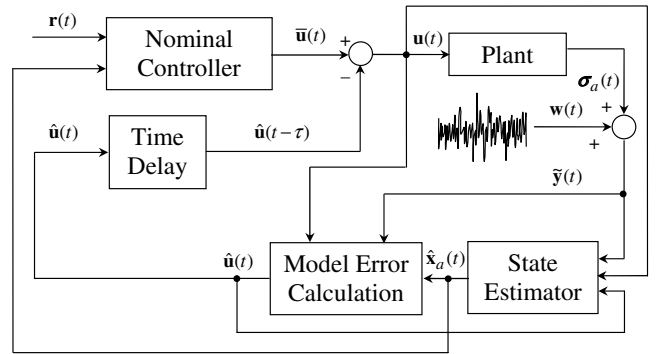 r(t)
Nominal
Controller
ū(t)
+
−
u(t)
Plant
σₐ(t)
w(t)
+
+
û(t)
Time
Delay
û(t−τ)
ỹ(t)
û(t)
Model Error
Calculation
x̂ₐ(t)
State
Estimator